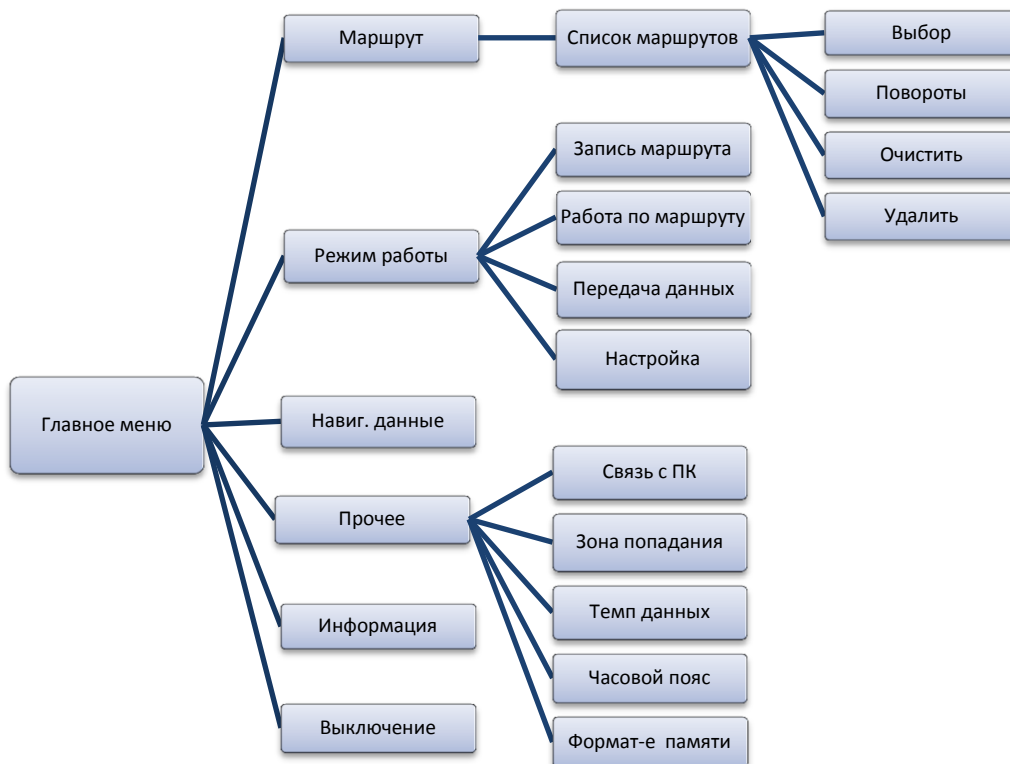 Главное меню
Маршрут
Список маршрутов
Выбор
Повороты
Очистить
Удалить
Режим работы
Запись маршрута
Работа по маршруту
Передача данных
Настройка
Навиг. данные
Прочее
Связь с ПК
Зона попадания
Темп данных
Часовой пояс
Формат-е памяти
Информация
Выключение